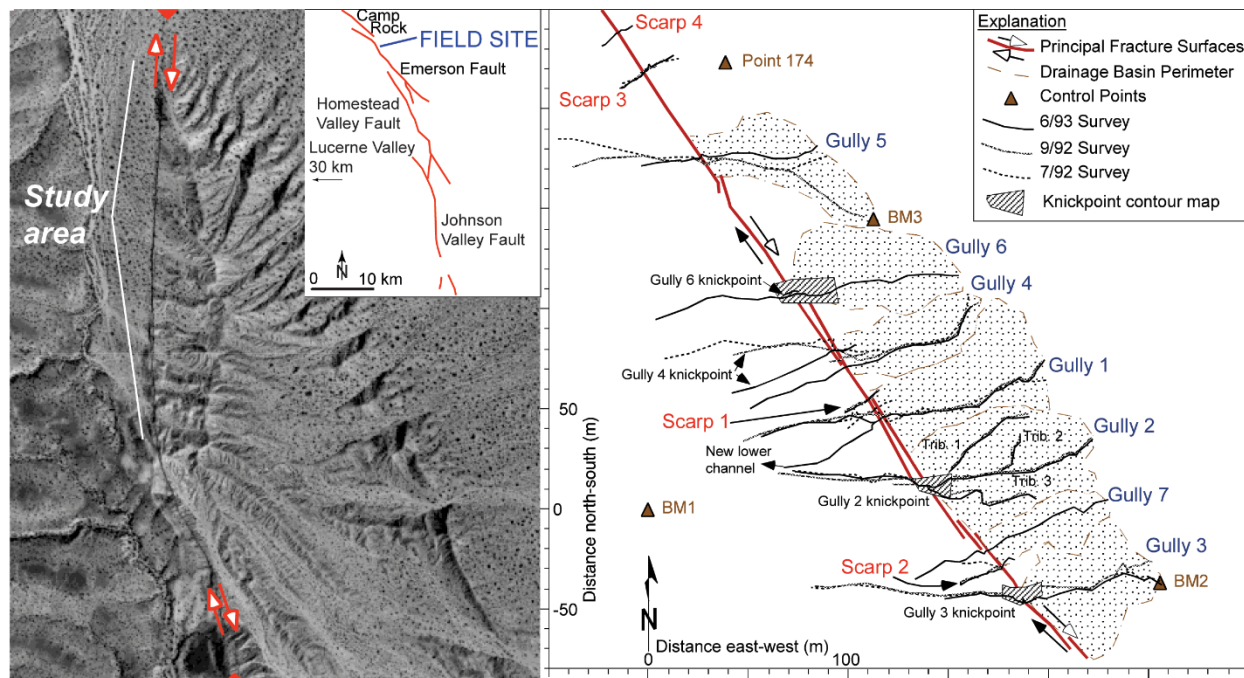 Study
area
Camp
Rock
FIELD SITE
Emerson Fault
Homestead
Valley Fault
Lucerne Valley
30 km
Johnson
Valley Fault
N
0 10 km
Scarp 4
Point 174
Scarp 3
Gully 5
BM3
Gully 6
Gully 6 knickpoint
Gully 4
Gully 4 knickpoint
Gully 1
Scarp 1
Gully 2
Trib. 1
Trib. 2
New lower
channel
Trib. 3
Gully 2 knickpoint
Gully 7
BM1
Gully 3
Scarp 2
BM2
Gully 3 knickpoint
N
Distance east-west (m)
0 100
50
0
-50
Distance north-south (m)
Explanation
Principal Fracture Surfaces
Drainage Basin Perimeter
Control Points
6/93 Survey
9/92 Survey
7/92 Survey
Knickpoint contour map